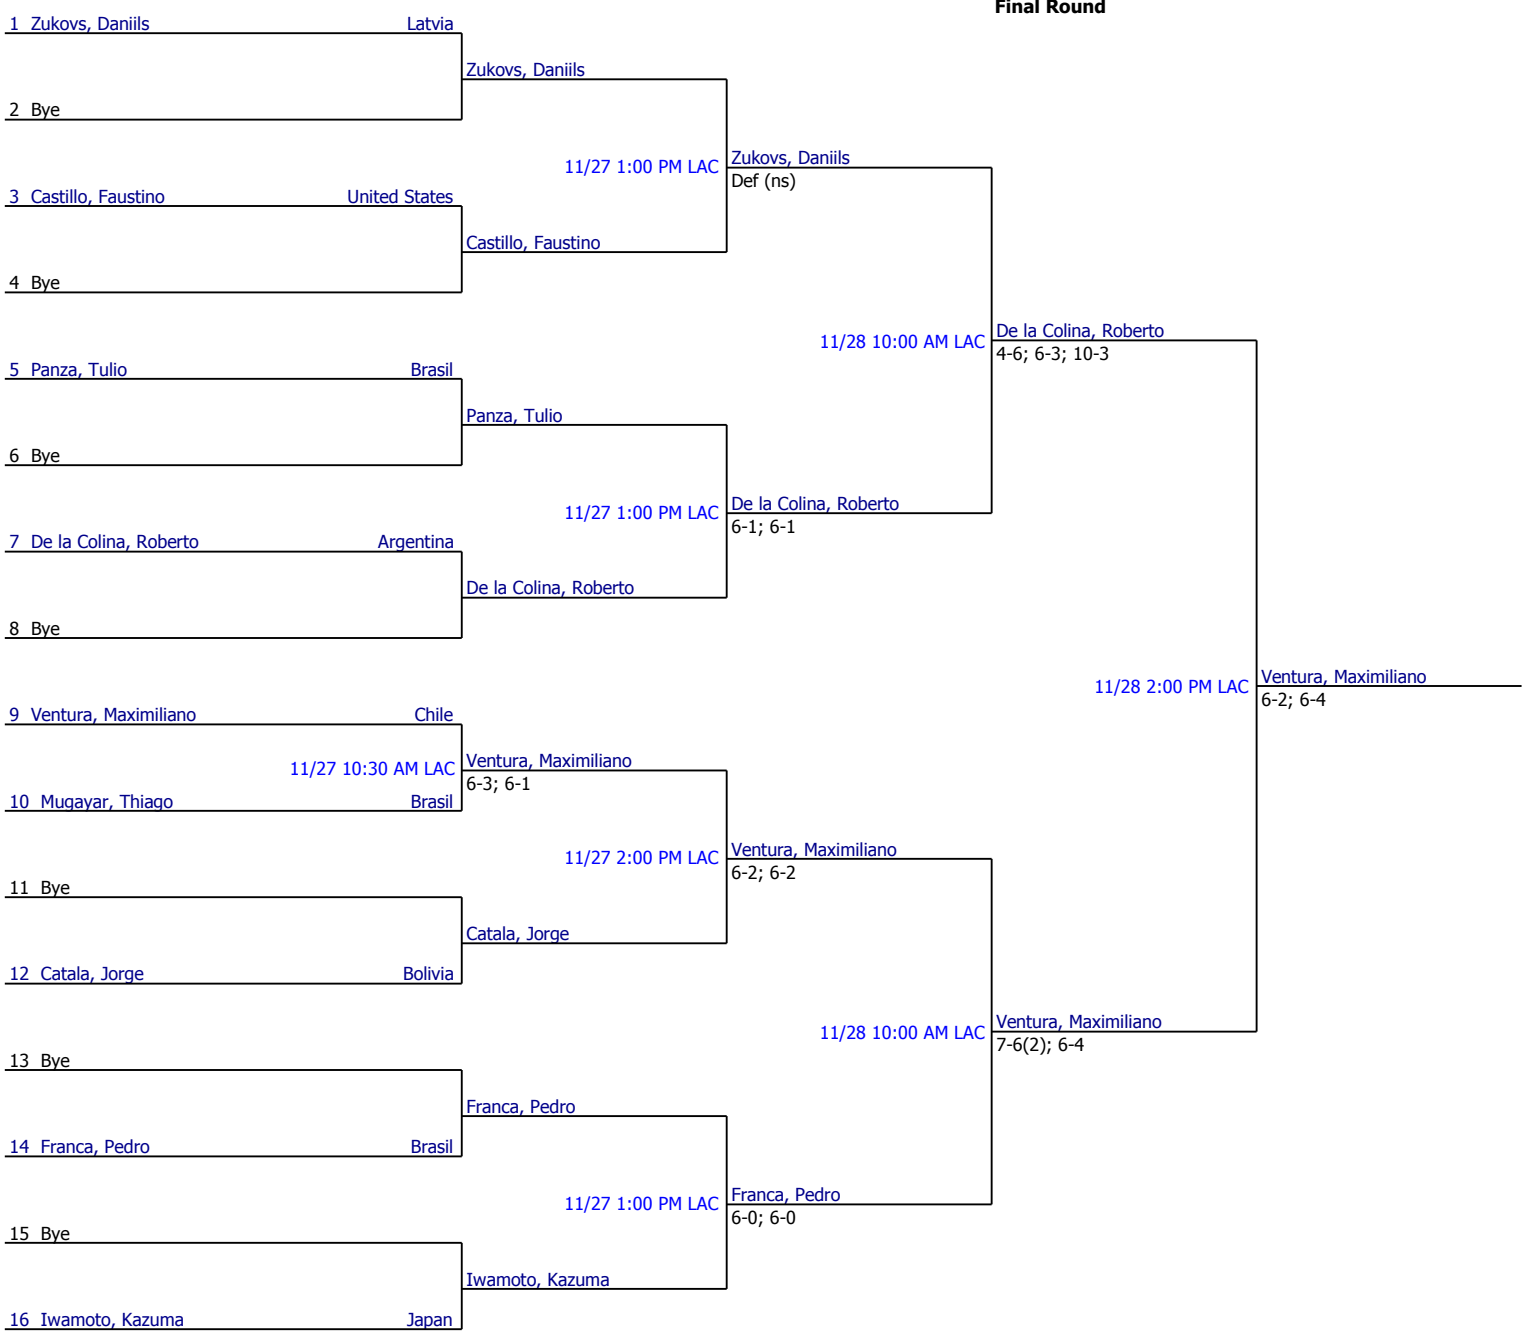 Final Round
1 Zukovs, Daniils Latvia
Zukovs, Daniils
2 Bye
11/27 1:00 PM LAC Zukovs, Daniils
Def (ns)
3 Castillo, Faustino United States
Castillo, Faustino
4 Bye
11/28 10:00 AM LAC De la Colina, Roberto
4-6; 6-3; 10-3
5 Panza, Tulio Brasil
Panza, Tulio
6 Bye
11/27 1:00 PM LAC De la Colina, Roberto
6-1; 6-1
7 De la Colina, Roberto Argentina
De la Colina, Roberto
8 Bye
11/28 2:00 PM LAC Ventura, Maximiliano
6-2; 6-4
9 Ventura, Maximiliano Chile
11/27 10:30 AM LAC Ventura, Maximiliano
6-3; 6-1
10 Mugayar, Thiago Brasil
11/27 2:00 PM LAC Ventura, Maximiliano
6-2; 6-2
11 Bye
Catala, Jorge
12 Catala, Jorge Bolivia
11/28 10:00 AM LAC Ventura, Maximiliano
7-6(2); 6-4
13 Bye
Franca, Pedro
14 Franca, Pedro Brasil
11/27 1:00 PM LAC Franca, Pedro
6-0; 6-0
15 Bye
Iwamoto, Kazuma
16 Iwamoto, Kazuma Japan